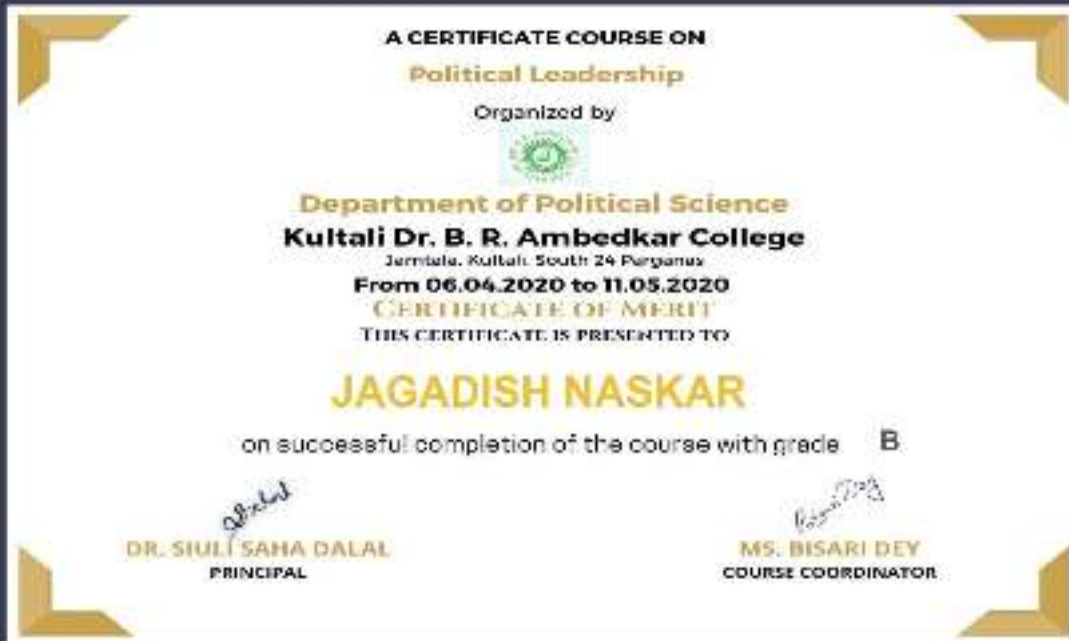 A CERTIFICATE COURSE ON
Political Leadership
Organized by
Department of Political Science
Kultali Dr. B. R. Ambedkar College
Jamtala, Kultali, South 24 Parganas
From 06.04.2020 to 11.05.2020
CERTIFICATE OF MERIT
THIS CERTIFICATE IS PRESENTED TO
JAGADISH NASKAR
on successful completion of the course with grade B
DR. SIULI SAHA DALAL
PRINCIPAL
MS. BISARI DEY
COURSE COORDINATOR